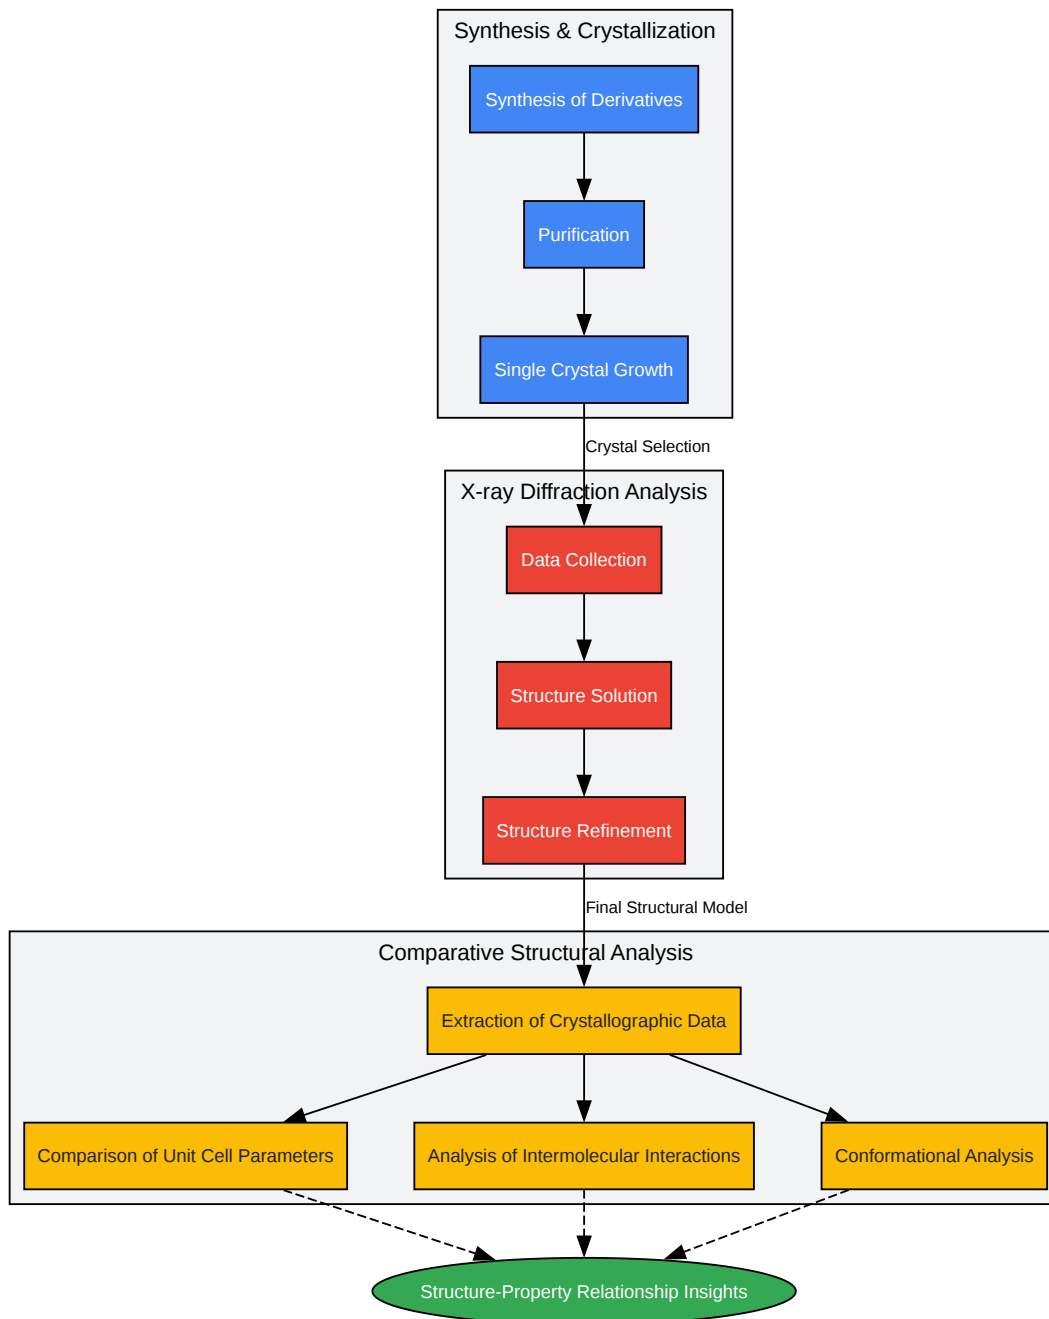 Synthesis & Crystallization
Synthesis of Derivatives
Purification
Single Crystal Growth
Crystal Selection
X-ray Diffraction Analysis
Data Collection
Structure Solution
Structure Refinement
Final Structural Model
Comparative Structural Analysis
Extraction of Crystallographic Data
Comparison of Unit Cell Parameters
Analysis of Intermolecular Interactions
Conformational Analysis
Structure-Property Relationship Insights